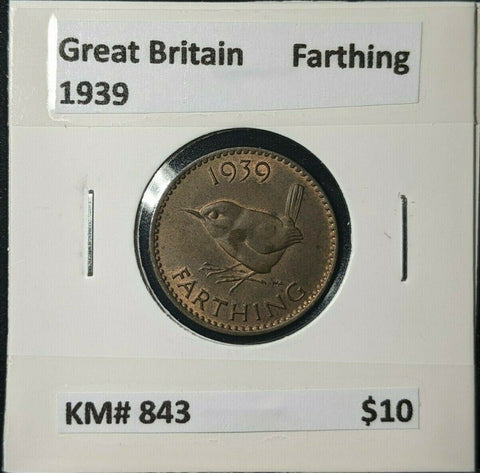 Great Britain Farthing
1939
1939
FARTHING
KM# 843 $10